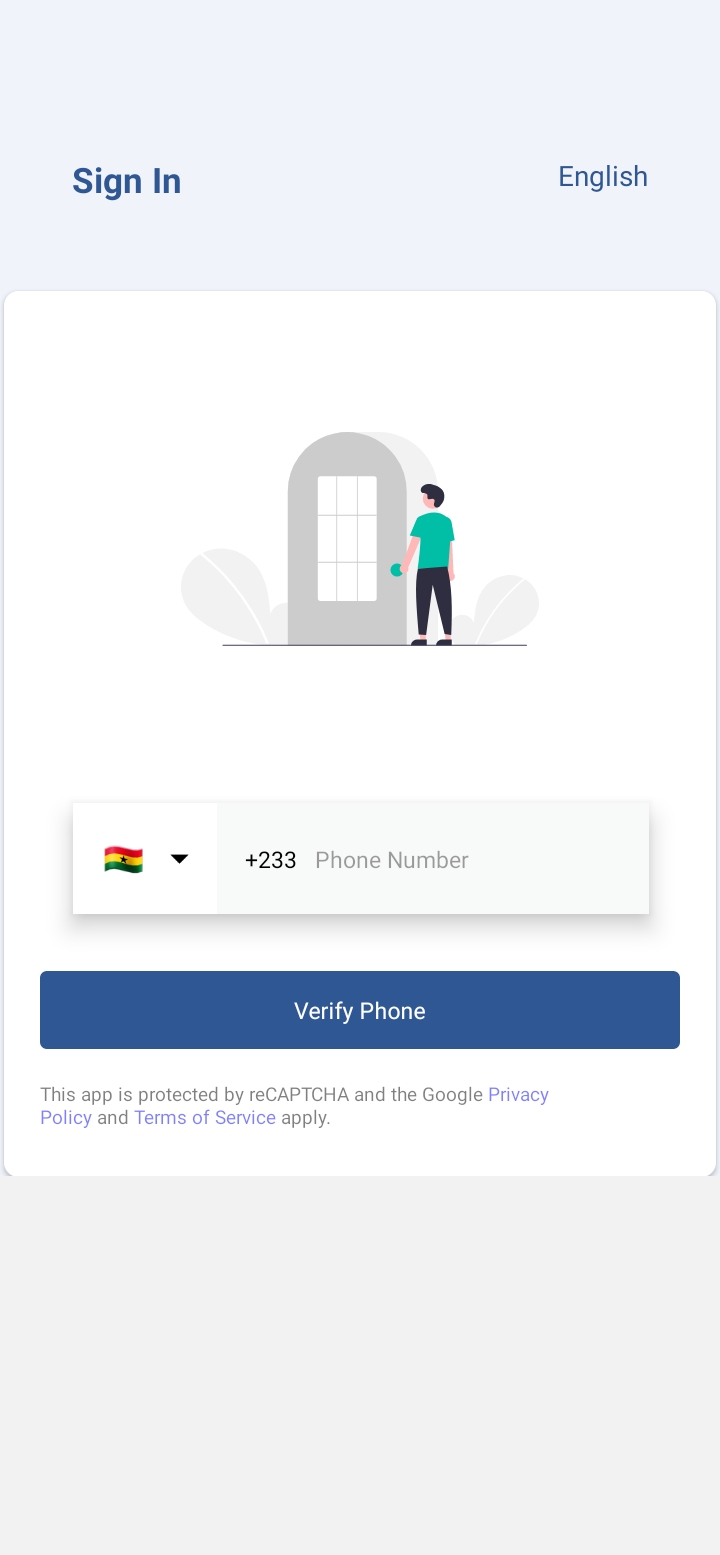 Sign In
English
+233 Phone Number
Verify Phone
This app is protected by reCAPTCHA and the Google Privacy
Policy and Terms of Service apply.